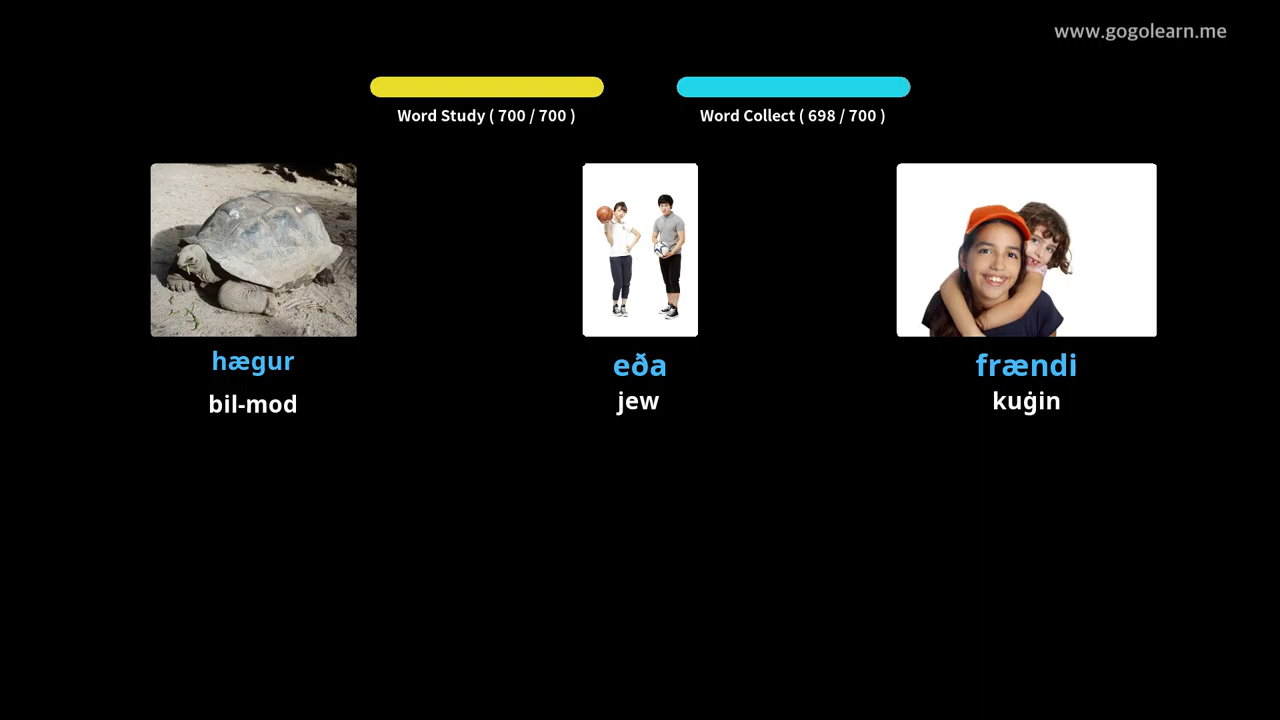 www.gogolearn.me
Word Study ( 700 / 700 )
Word Collect ( 698 / 700 )
hægur
bil-mod
eða
jew
frændi
kuġin